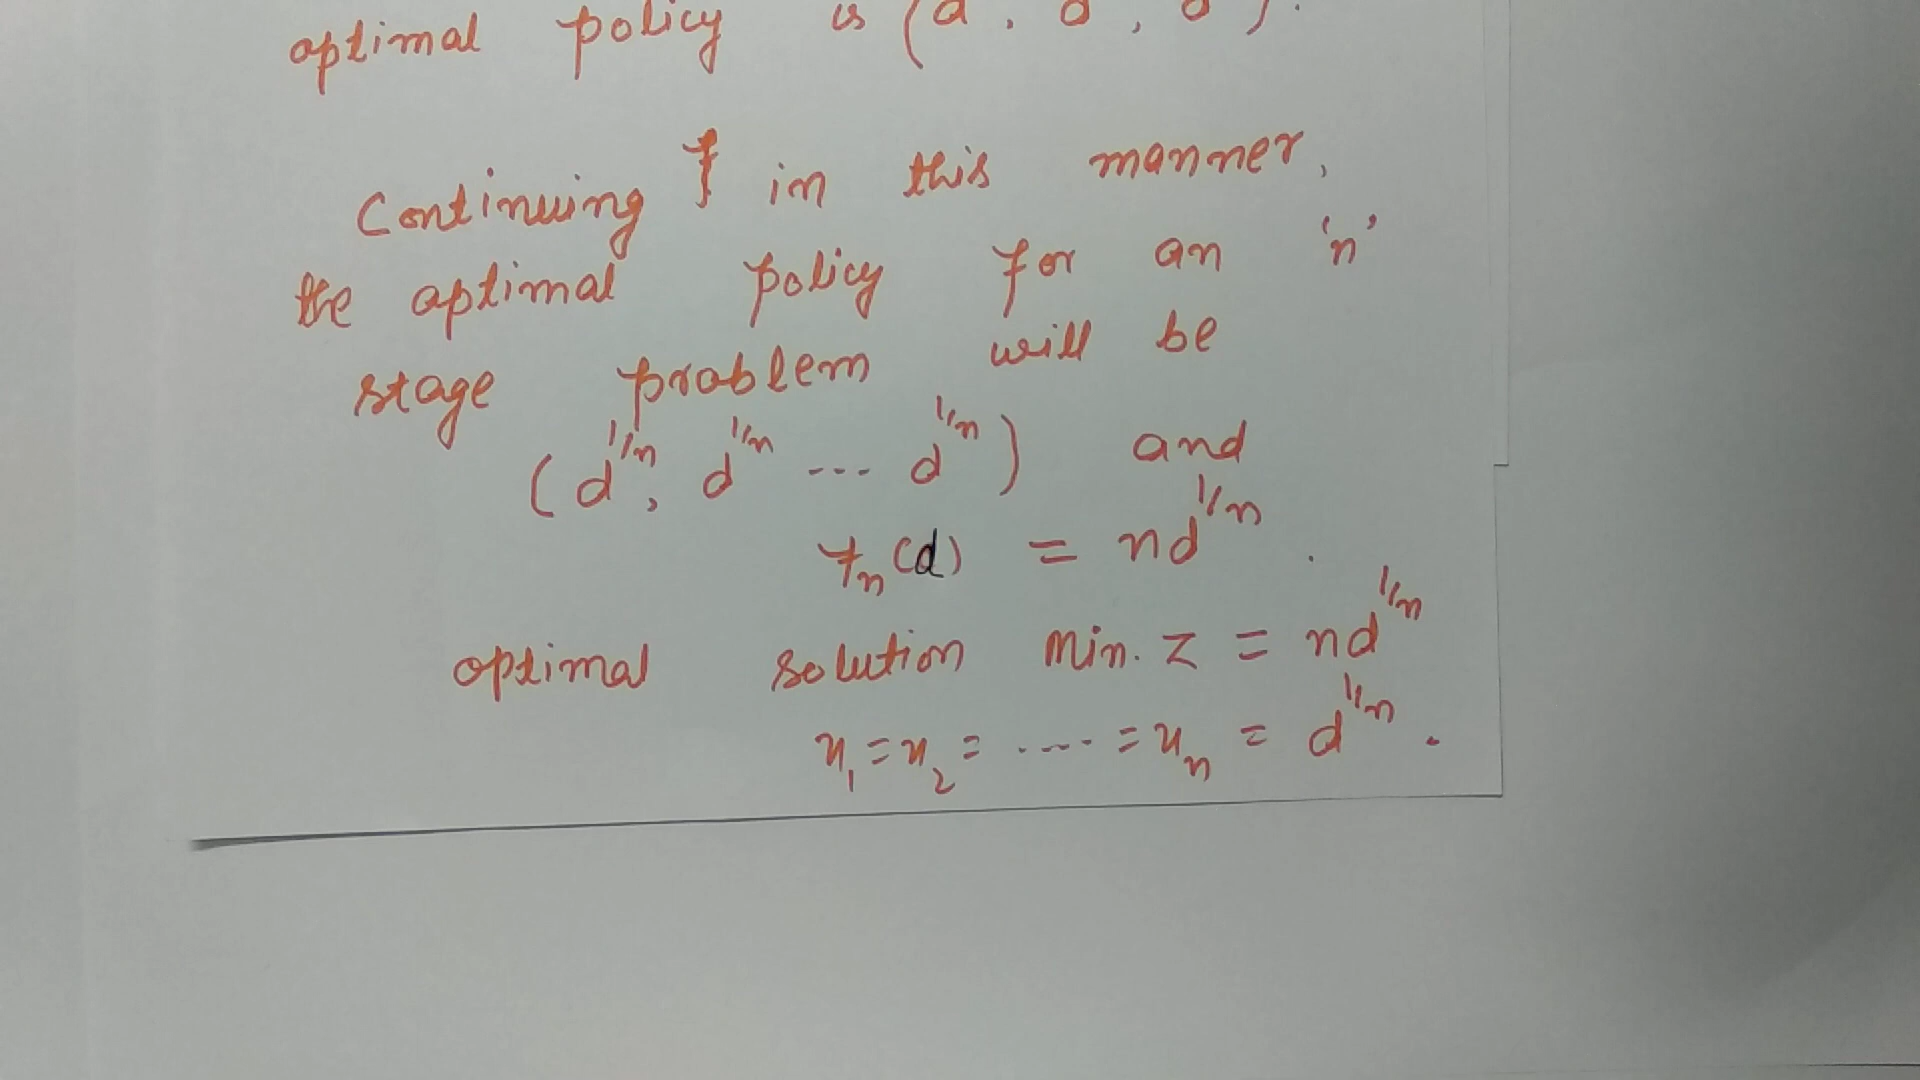 optimal policy is (d, d, d).
Continuing in this manner,
the optimal policy for an 'n'
stage problem will be
(d^{1/n}, d^{1/n} --- d^{1/n}) and
f_n(d) = nd^{1/n}.
optimal solution Min. Z = nd^{1/n}
x_1 = x_2 = ..... = x_n = d^{1/n}.